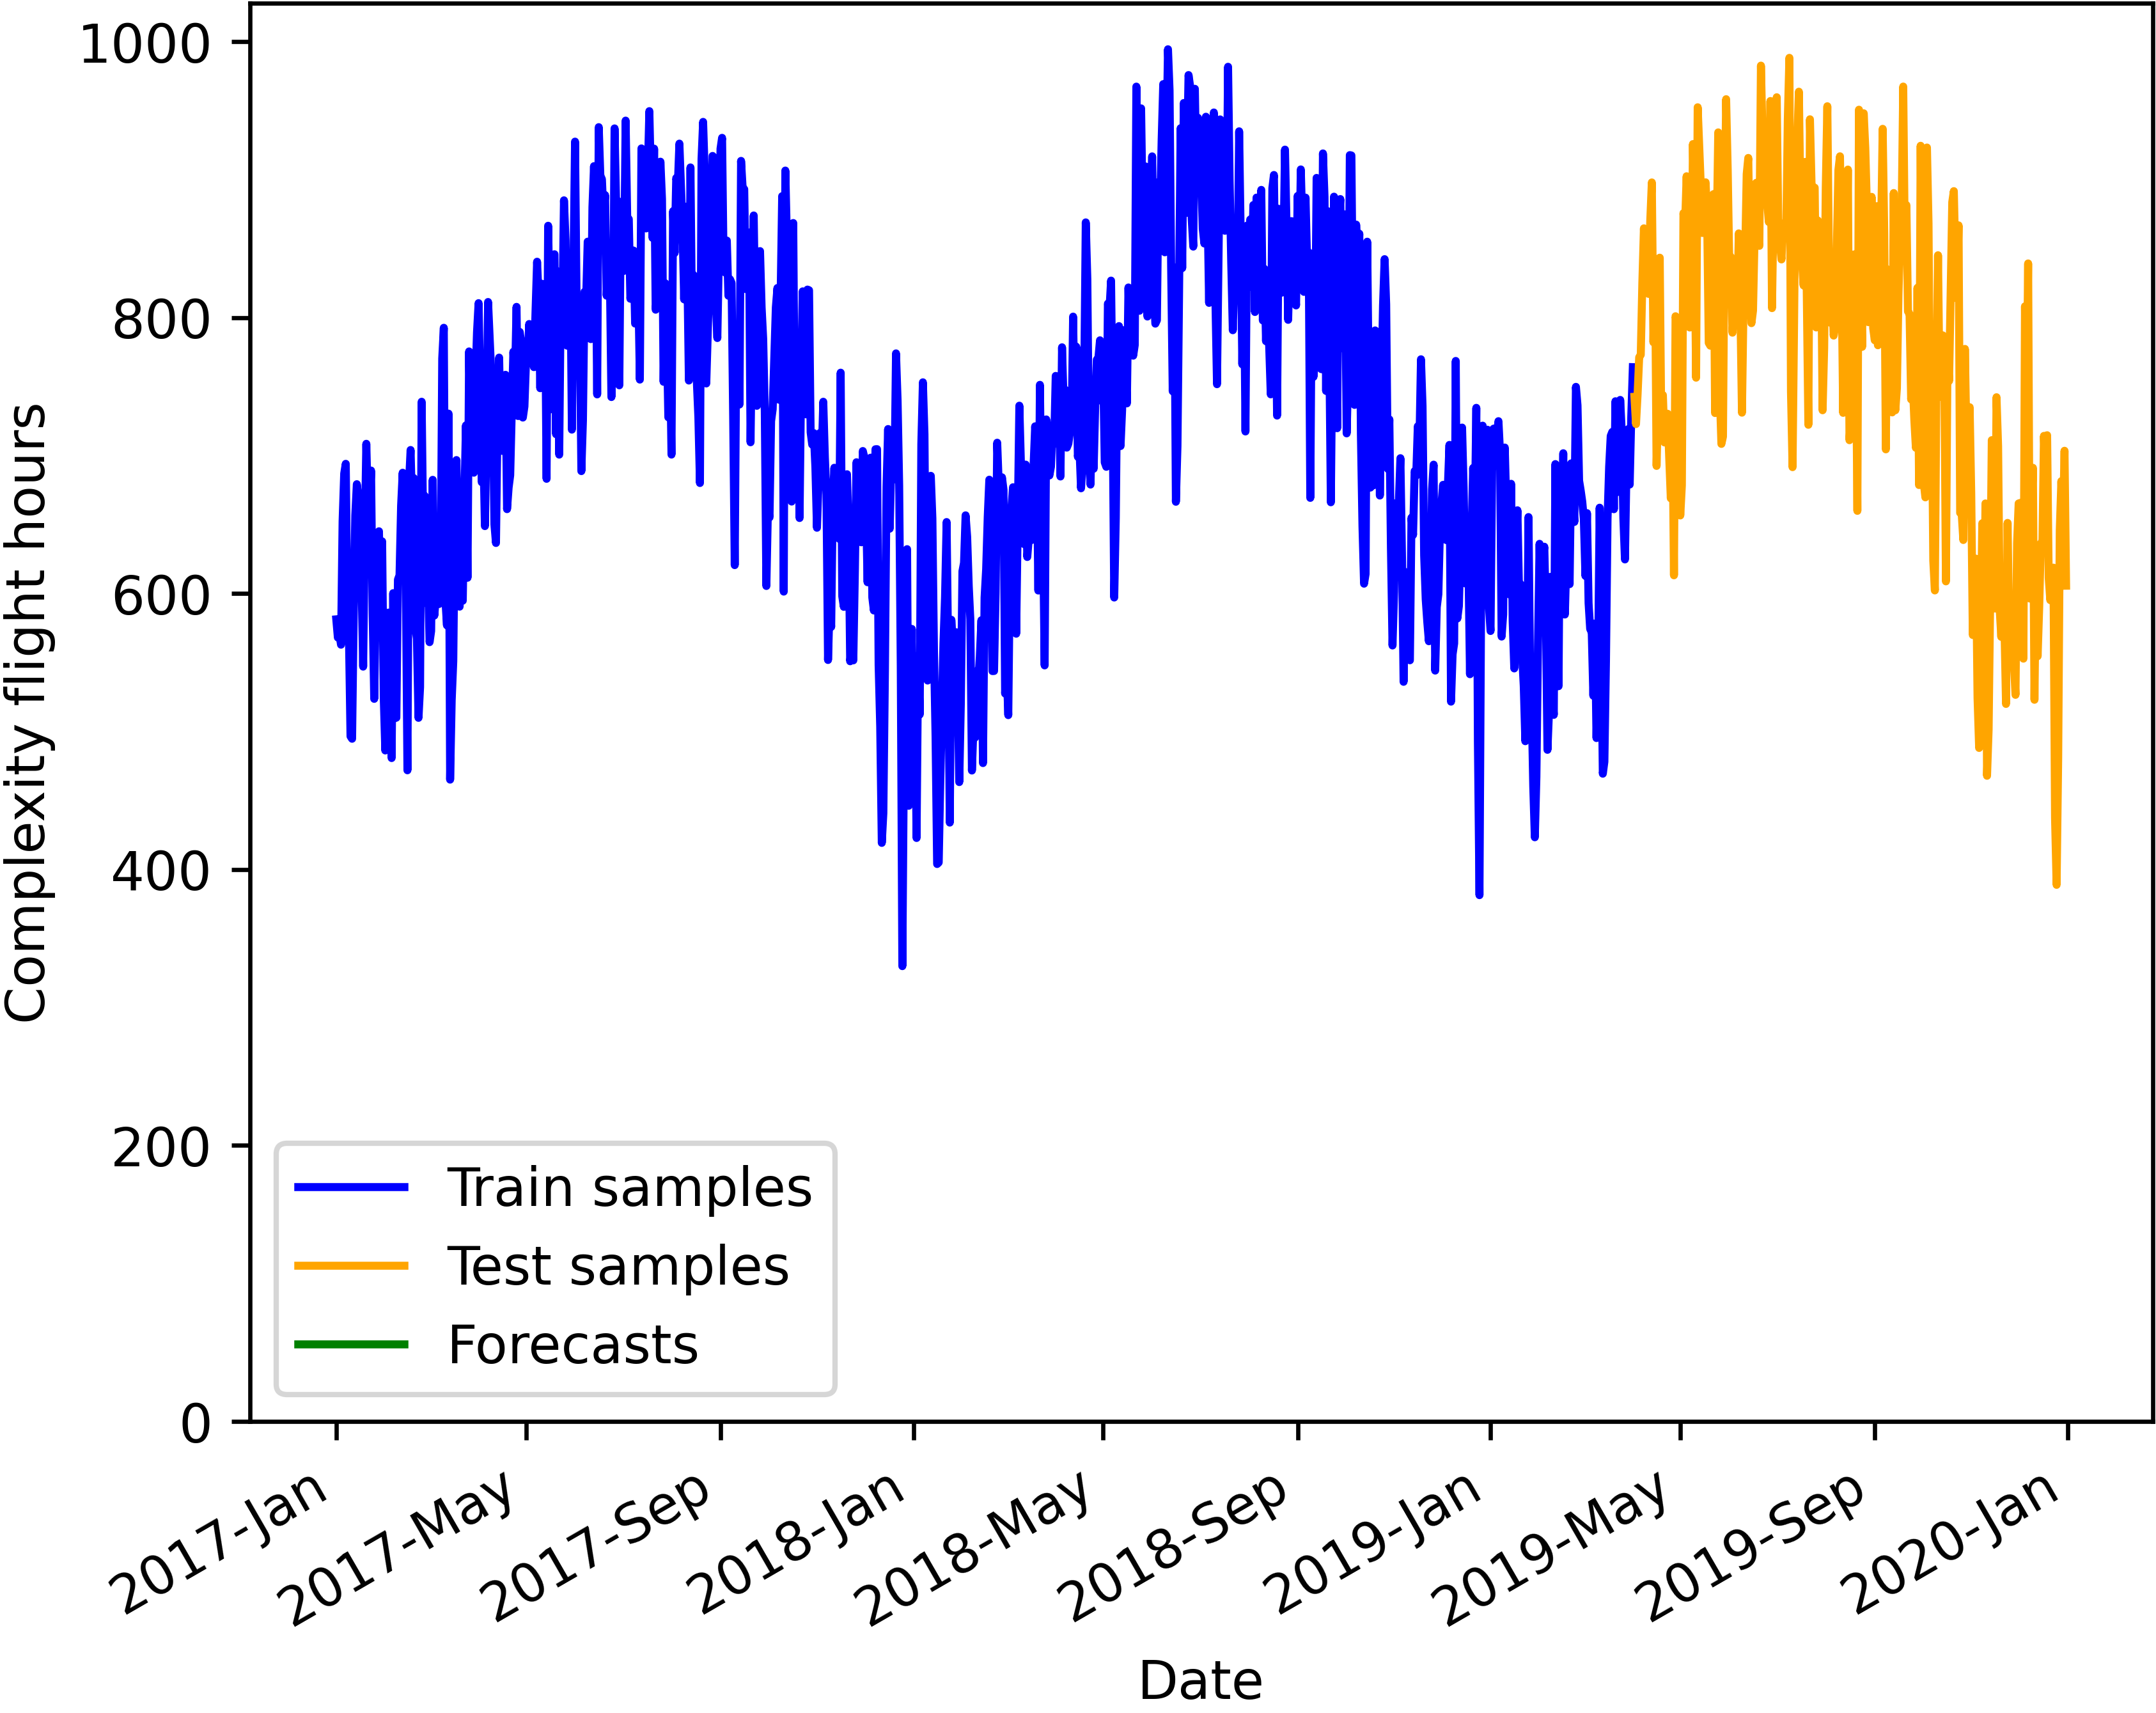 1000
800
600
400
200
0
Complexity flight hours
Train samples
Test samples
Forecasts
2017-Jan
2017-May
2017-Sep
2018-Jan
2018-May
2018-Sep
2019-Jan
2019-May
2019-Sep
2020-Jan
Date